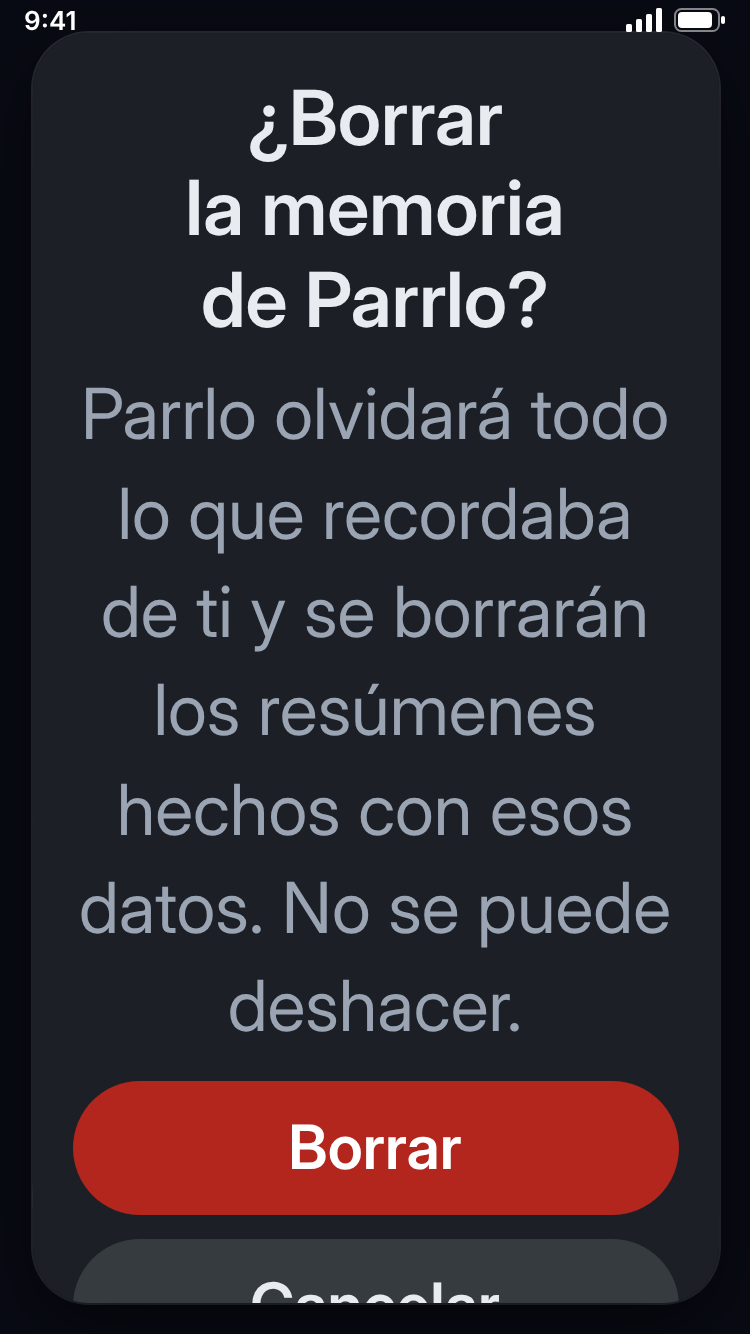 9:41
¿Borrar
la memoria
de Parrlo?
Parrlo olvidará todo
lo que recordaba
de ti y se borrarán
los resúmenes
hechos con esos
datos. No se puede
deshacer.
Borrar
Cancelar